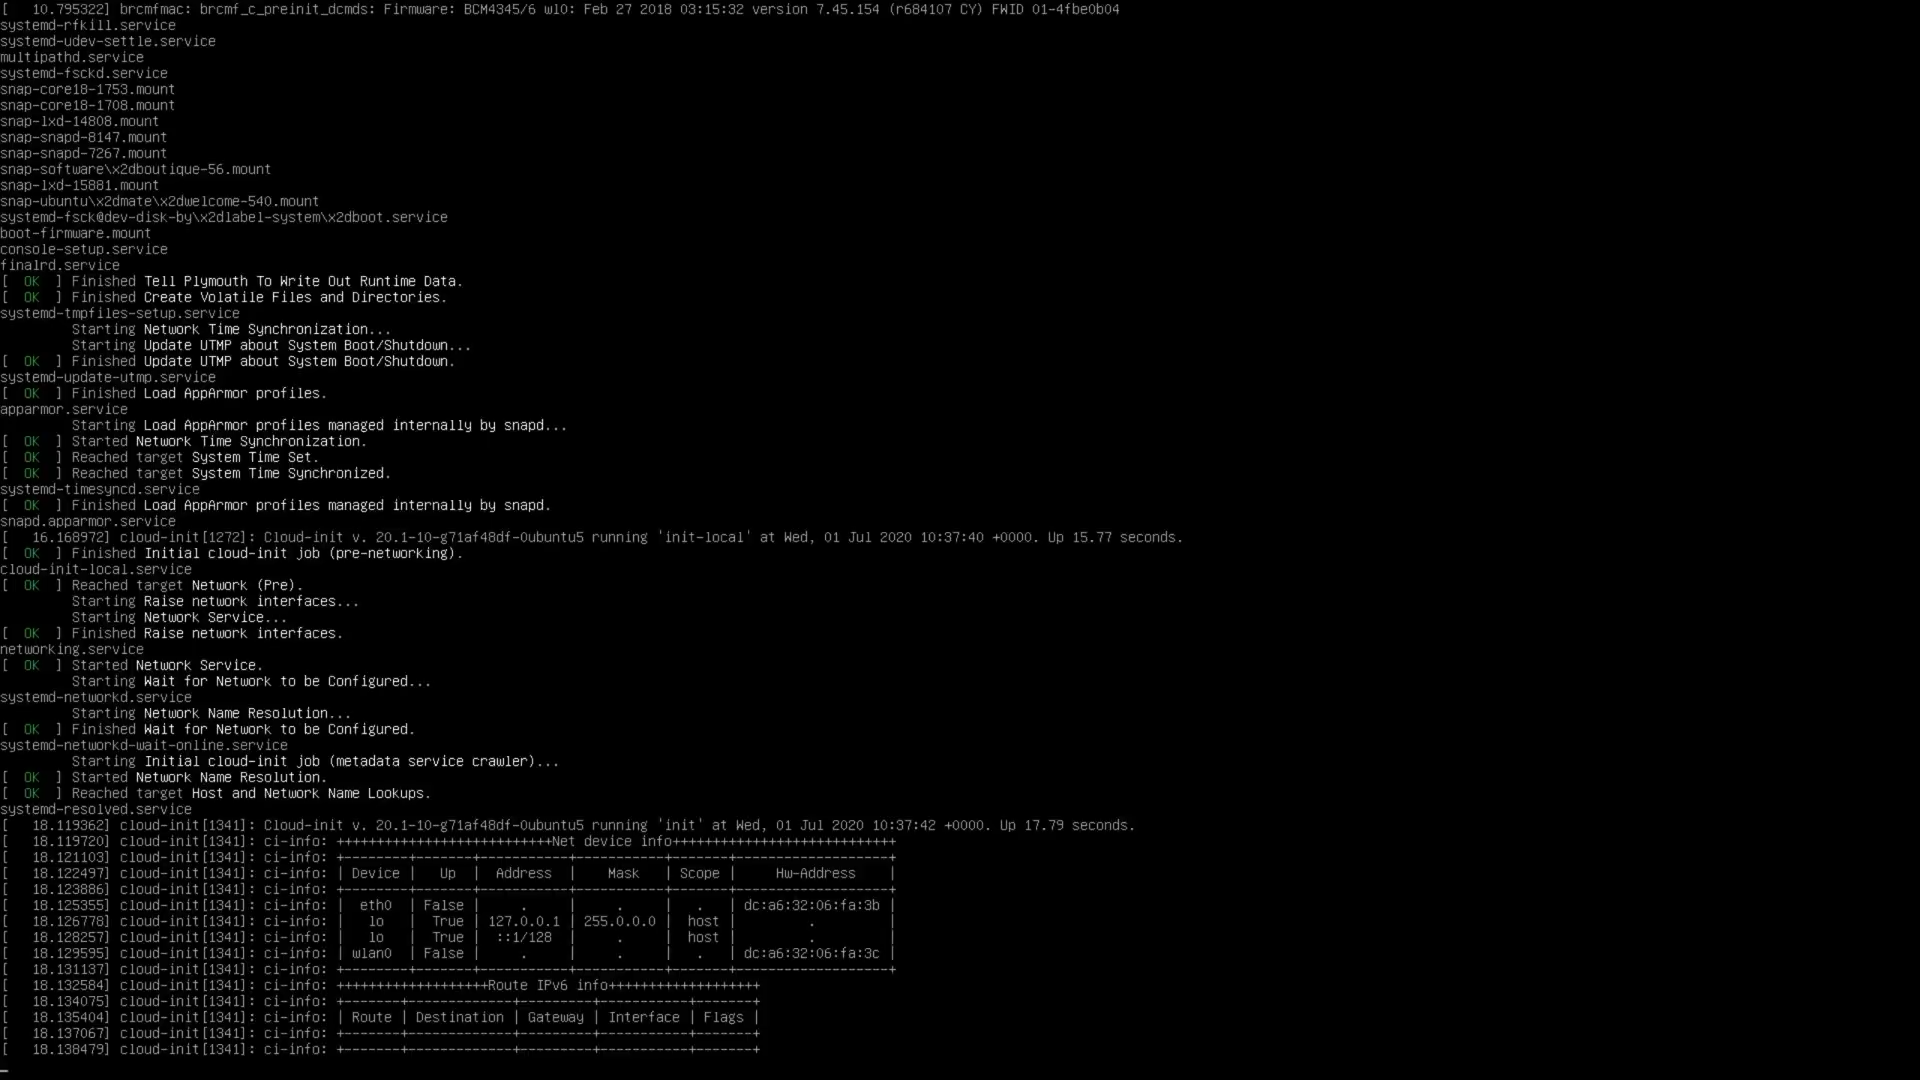 [   10.795322] brcmfmac: brcmf_c_preinit_dcmds: Firmware: BCM4345/6 wl0: Feb 27 2018 03:15:32 version 7.45.154 (r684107 CY) FWID 01-4fbe0b04
systemd-rfkill.service
systemd-udev-settle.service
multipathd.service
systemd-fsckd.service
snap-core18-1753.mount
snap-core18-1708.mount
snap-lxd-14808.mount
snap-snapd-8147.mount
snap-snapd-7267.mount
snap-software\x2dboutique-56.mount
snap-lxd-15881.mount
snap-ubuntu\x2dmate\x2dwelcome-540.mount
systemd-fsck@dev-disk-by\x2dlabel-system\x2dboot.service
boot-firmware.mount
console-setup.service
finalrd.service
[  OK  ] Finished Tell Plymouth To Write Out Runtime Data.
[  OK  ] Finished Create Volatile Files and Directories.
systemd-tmpfiles-setup.service
         Starting Network Time Synchronization...
         Starting Update UTMP about System Boot/Shutdown...
[  OK  ] Finished Update UTMP about System Boot/Shutdown.
systemd-update-utmp.service
[  OK  ] Finished Load AppArmor profiles.
apparmor.service
         Starting Load AppArmor profiles managed internally by snapd...
[  OK  ] Started Network Time Synchronization.
[  OK  ] Reached target System Time Set.
[  OK  ] Reached target System Time Synchronized.
systemd-timesyncd.service
[  OK  ] Finished Load AppArmor profiles managed internally by snapd.
snapd.apparmor.service
[   16.168972] cloud-init[1272]: Cloud-init v. 20.1-10-g71af48df-0ubuntu5 running 'init-local' at Wed, 01 Jul 2020 10:37:40 +0000. Up 15.77 seconds.
[  OK  ] Finished Initial cloud-init job (pre-networking).
cloud-init-local.service
[  OK  ] Reached target Network (Pre).
         Starting Raise network interfaces...
         Starting Network Service...
[  OK  ] Finished Raise network interfaces.
networking.service
[  OK  ] Started Network Service.
         Starting Wait for Network to be Configured...
systemd-networkd.service
         Starting Network Name Resolution...
[  OK  ] Finished Wait for Network to be Configured.
systemd-networkd-wait-online.service
         Starting Initial cloud-init job (metadata service crawler)...
[  OK  ] Started Network Name Resolution.
[  OK  ] Reached target Host and Network Name Lookups.
systemd-resolved.service
[   18.119362] cloud-init[1341]: Cloud-init v. 20.1-10-g71af48df-0ubuntu5 running 'init' at Wed, 01 Jul 2020 10:37:42 +0000. Up 17.79 seconds.
[   18.119720] cloud-init[1341]: ci-info: +++++++++++++++++++++++++++Net device info++++++++++++++++++++++++++++
[   18.121103] cloud-init[1341]: ci-info: +--------+-------+-----------+-----------+-------+-------------------+
[   18.122497] cloud-init[1341]: ci-info: | Device |   Up  |  Address  |    Mask   | Scope |     Hw-Address    |
[   18.123886] cloud-init[1341]: ci-info: +--------+-------+-----------+-----------+-------+-------------------+
[   18.125355] cloud-init[1341]: ci-info: |  eth0  | False |     .     |     .     |   .   | dc:a6:32:06:fa:3b |
[   18.126778] cloud-init[1341]: ci-info: |   lo   |  True | 127.0.0.1 | 255.0.0.0 |  host |         .         |
[   18.128257] cloud-init[1341]: ci-info: |   lo   |  True |  ::1/128  |     .     |  host |         .         |
[   18.129595] cloud-init[1341]: ci-info: | wlan0  | False |     .     |     .     |   .   | dc:a6:32:06:fa:3c |
[   18.131137] cloud-init[1341]: ci-info: +--------+-------+-----------+-----------+-------+-------------------+
[   18.132584] cloud-init[1341]: ci-info: +++++++++++++++++++Route IPv6 info+++++++++++++++++++
[   18.134075] cloud-init[1341]: ci-info: +-------+-------------+---------+-----------+-------+
[   18.135404] cloud-init[1341]: ci-info: | Route | Destination | Gateway | Interface | Flags |
[   18.137067] cloud-init[1341]: ci-info: +-------+-------------+---------+-----------+-------+
[   18.138479] cloud-init[1341]: ci-info: +-------+-------------+---------+-----------+-------+